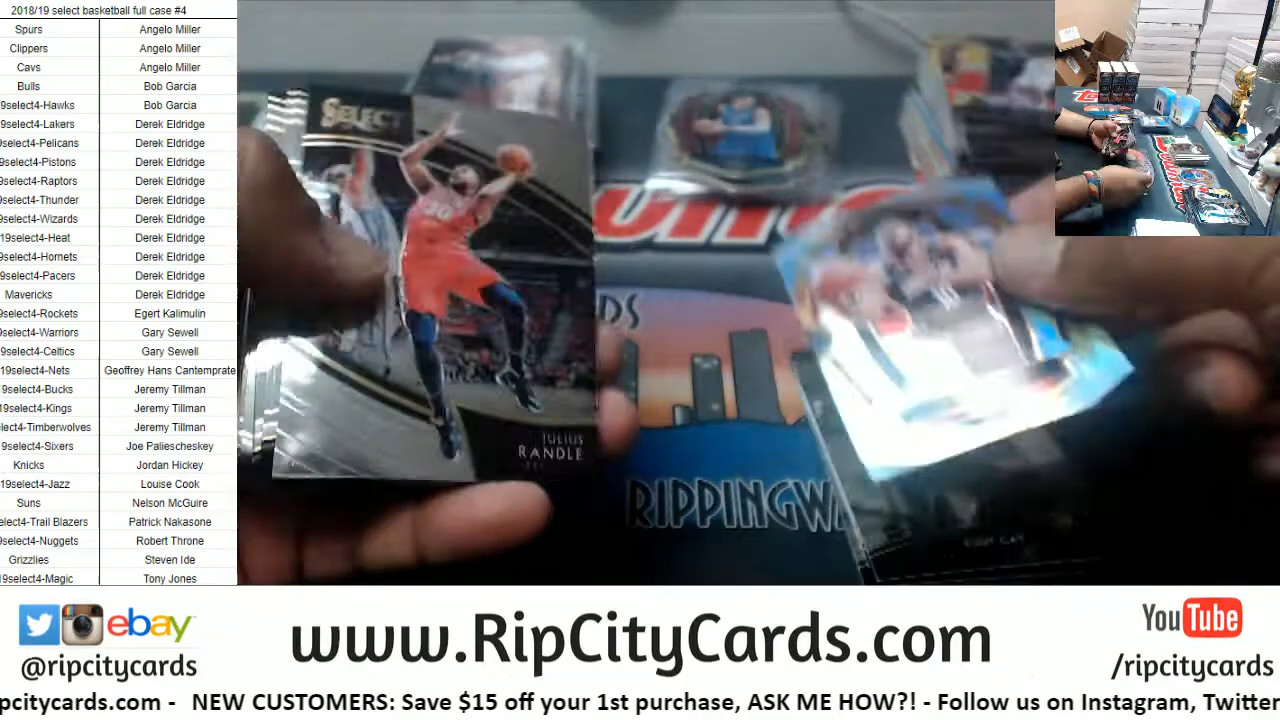 2018/19 select basketball full case #4
Spurs Angelo Miller
Clippers Angelo Miller
Cavs Angelo Miller
Bulls Bob Garcia
9select4-Hawks Bob Garcia
9select4-Lakers Derek Eldridge
9select4-Pelicans Derek Eldridge
9select4-Pistons Derek Eldridge
9select4-Raptors Derek Eldridge
9select4-Thunder Derek Eldridge
9select4-Wizards Derek Eldridge
19select4-Heat Derek Eldridge
9select4-Hornets Derek Eldridge
9select4-Pacers Derek Eldridge
Mavericks Derek Eldridge
9select4-Rockets Egert Kalimulin
select4-Warriors Gary Sewell
9select4-Celtics Gary Sewell
19select4-Nets Geoffrey Hans Cantemprate
9select4-Bucks Jeremy Tillman
19select4-Kings Jeremy Tillman
lect4-Timberwolves Jeremy Tillman
9select4-Sixers Joe Paliescheskey
Knicks Jordan Hickey
19select4-Jazz Louise Cook
Suns Nelson McGuire
elect4-Trail Blazers Patrick Nakasone
9select4-Nuggets Robert Throne
Grizzlies Steven Ide
19select4-Magic Tony Jones
SELECT
30
JULIUS
RANDLE
DS
RIPPINGW
ebay
@ripcitycards
www.RipCityCards.com
YouTube
/ripcitycards
pcitycards.com - NEW CUSTOMERS: Save $15 off your 1st purchase, ASK ME HOW?! - Follow us on Instagram, Twitter